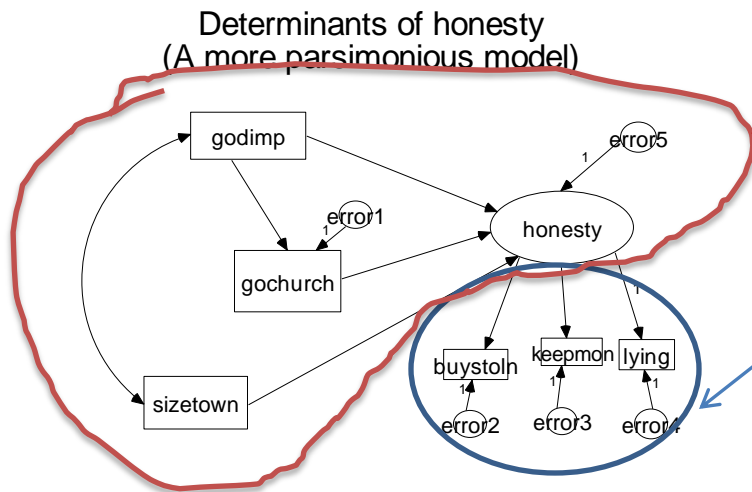 Determinants of honesty
(A more parsimonious model)
godimp
error5
1
error1
1
honesty
gochurch
1
buystoln
keepmon
lying
1
1
1
sizetown
error2
error3
error4